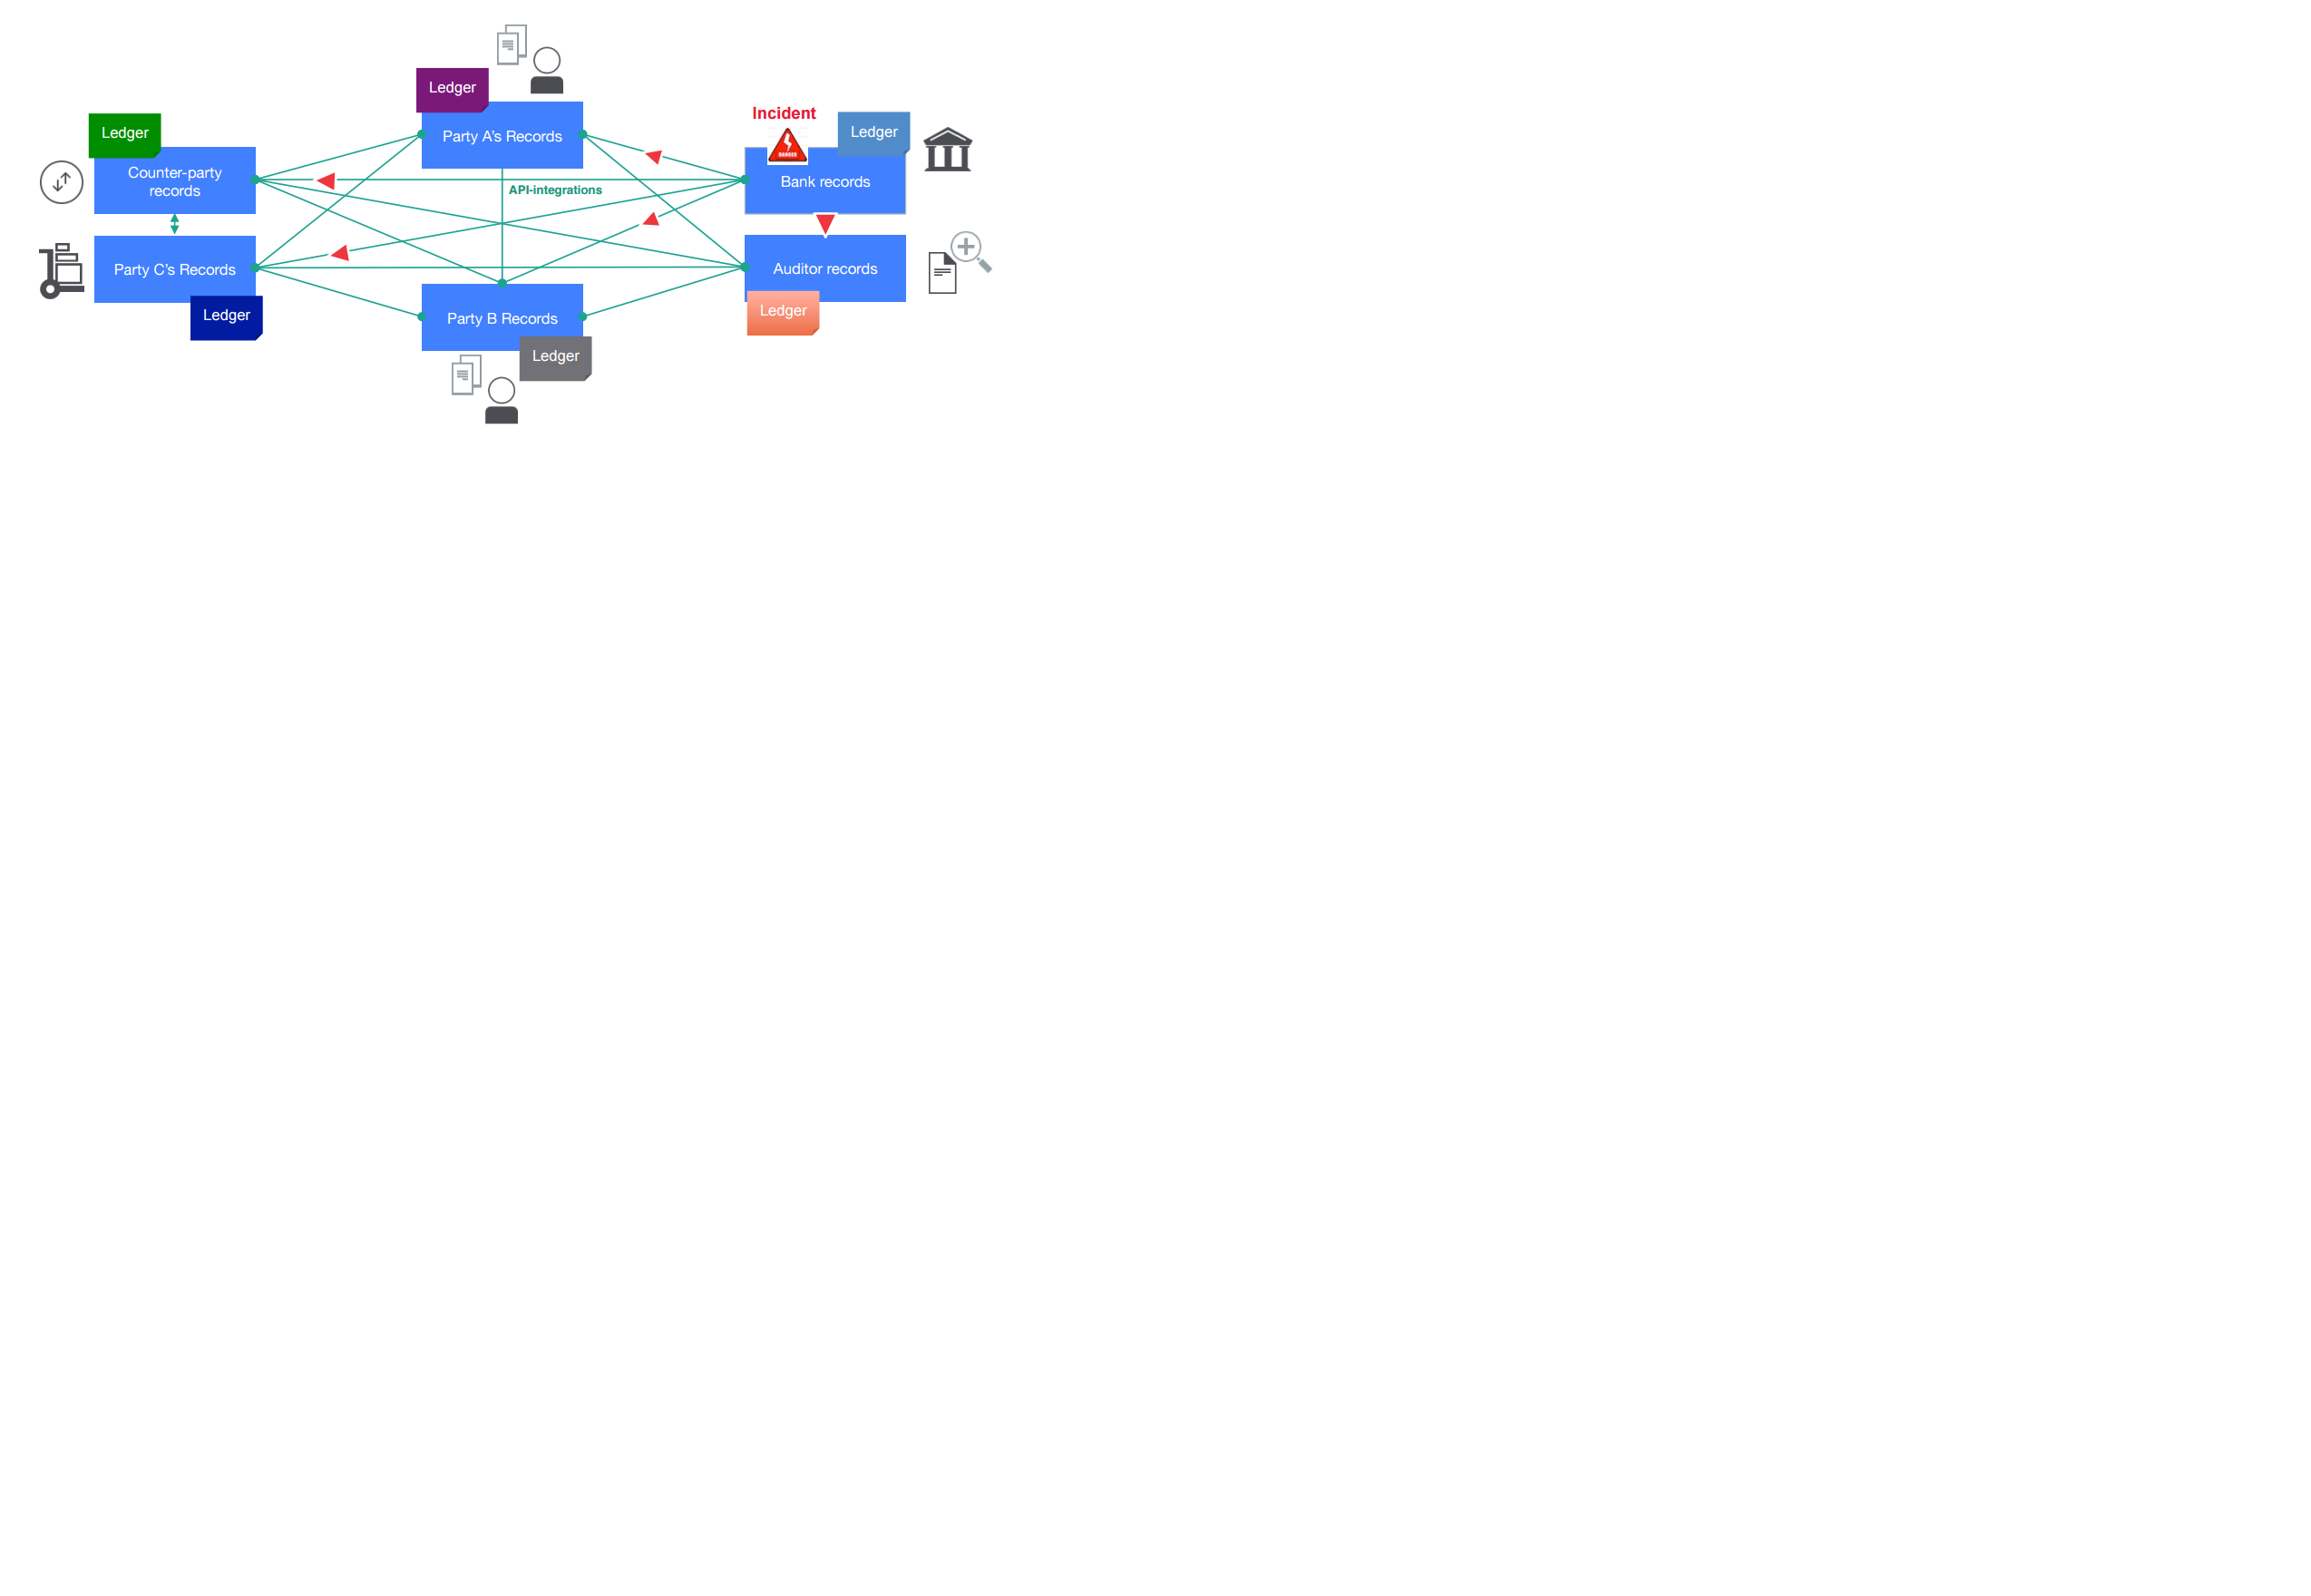 Ledger
Party A's Records
Incident
Ledger
Bank records
Ledger
Counter-party
records
API-integrations
Party C's Records
Ledger
Party B Records
Ledger
Auditor records
Ledger